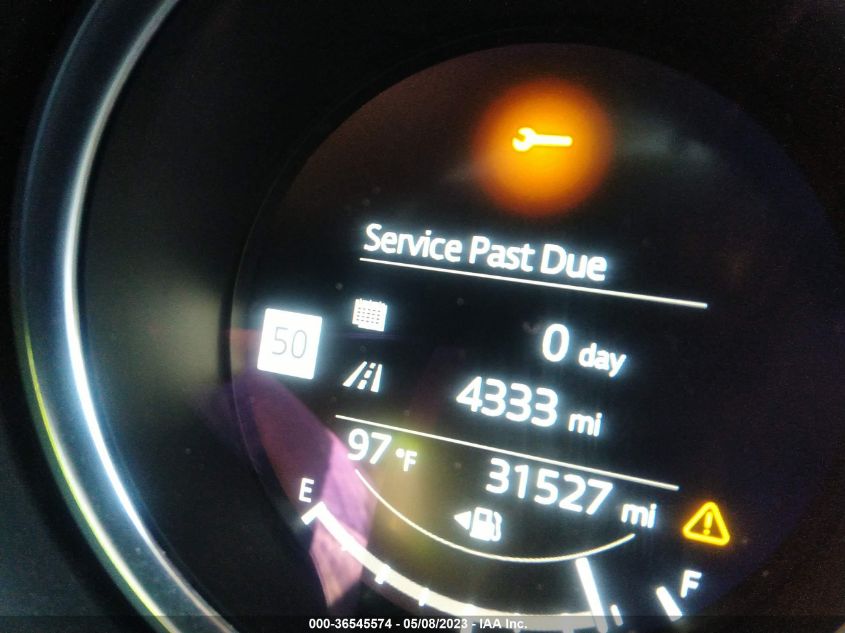 Service Past Due
0 day
50
4333 mi
97 °F
31527 mi
E
F
000-36545574 - 05/08/2023 - IAA Inc.